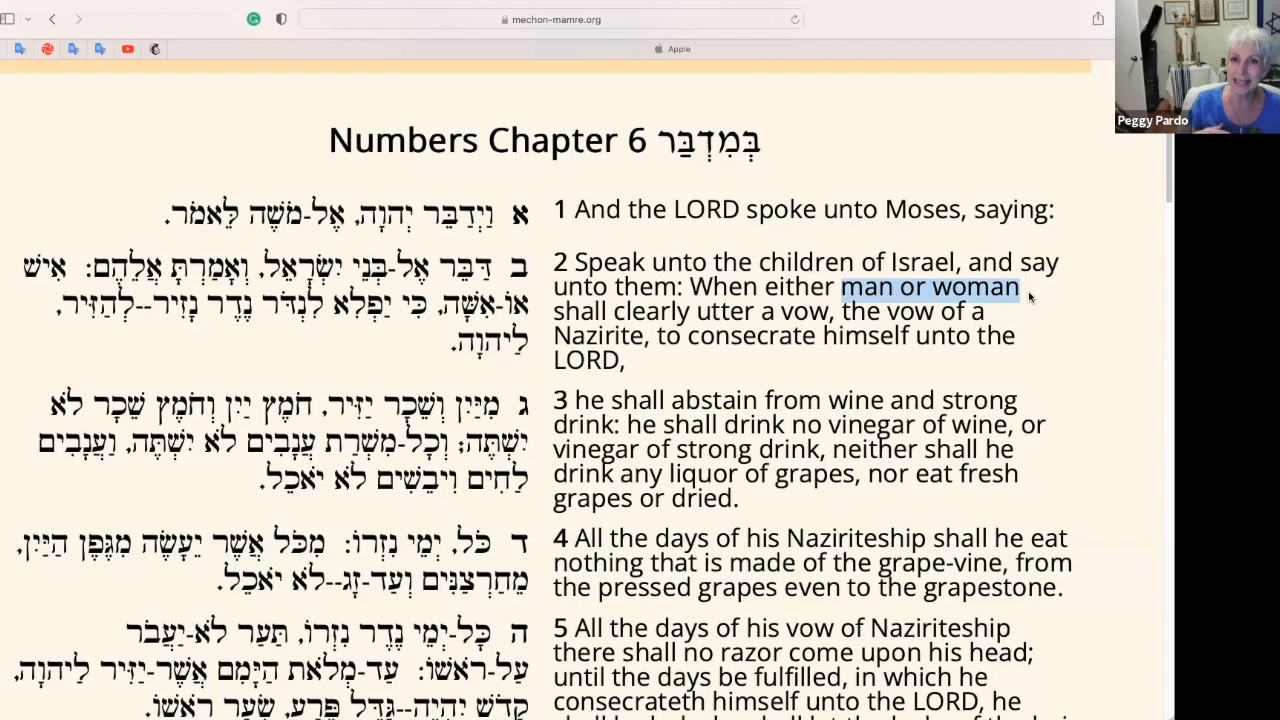 mechon-mamre.org
Apple
Peggy Pardo
Numbers Chapter 6 בְּמִדְבַּר
א וַיְדַבֵּר יְהוָה, אֶל-מֹשֶׁה לֵּאמֹר.
1 And the LORD spoke unto Moses, saying:
ב דַּבֵּר אֶל-בְּנֵי יִשְׂרָאֵל, וְאָמַרְתָּ אֲלֵהֶם: אִישׁ
אוֹ-אִשָּׁה, כִּי יַפְלִא לִנְדֹּר נֶדֶר נָזִיר--לְהַזִּיר,
לַיהוָה.
2 Speak unto the children of Israel, and say
unto them: When either man or woman
shall clearly utter a vow, the vow of a
Nazirite, to consecrate himself unto the
LORD,
ג מִיַּיִן וְשֵׁכָר יַזִּיר, חֹמֶץ יַיִן וְחֹמֶץ שֵׁכָר לֹא
יִשְׁתֶּה; וְכָל-מִשְׁרַת עֲנָבִים לֹא יִשְׁתֶּה, וַעֲנָבִים
לַחִים וִיבֵשִׁים לֹא יֹאכֵל.
3 he shall abstain from wine and strong
drink: he shall drink no vinegar of wine, or
vinegar of strong drink, neither shall he
drink any liquor of grapes, nor eat fresh
grapes or dried.
ד כֹּל, יְמֵי נִזְרוֹ: מִכֹּל אֲשֶׁר יֵעָשֶׂה מִגֶּפֶן הַיַּיִן,
מֵחַרְצַנִּים וְעַד-זָג--לֹא יֹאכֵל.
4 All the days of his Naziriteship shall he eat
nothing that is made of the grape-vine, from
the pressed grapes even to the grapestone.
ה כָּל-יְמֵי נֶדֶר נִזְרוֹ, תַּעַר לֹא-יַעֲבֹר
עַל-רֹאשׁוֹ: עַד-מְלֹאת הַיָּמִם אֲשֶׁר-יַזִּיר לַיהוָה,
קָדֹשׁ יִהְיֶה--גַּדֵּל פֶּרַע, שְׂעַר רֹאשׁוֹ.
5 All the days of his vow of Naziriteship
there shall no razor come upon his head;
until the days be fulfilled, in which he
consecrateth himself unto the LORD, he